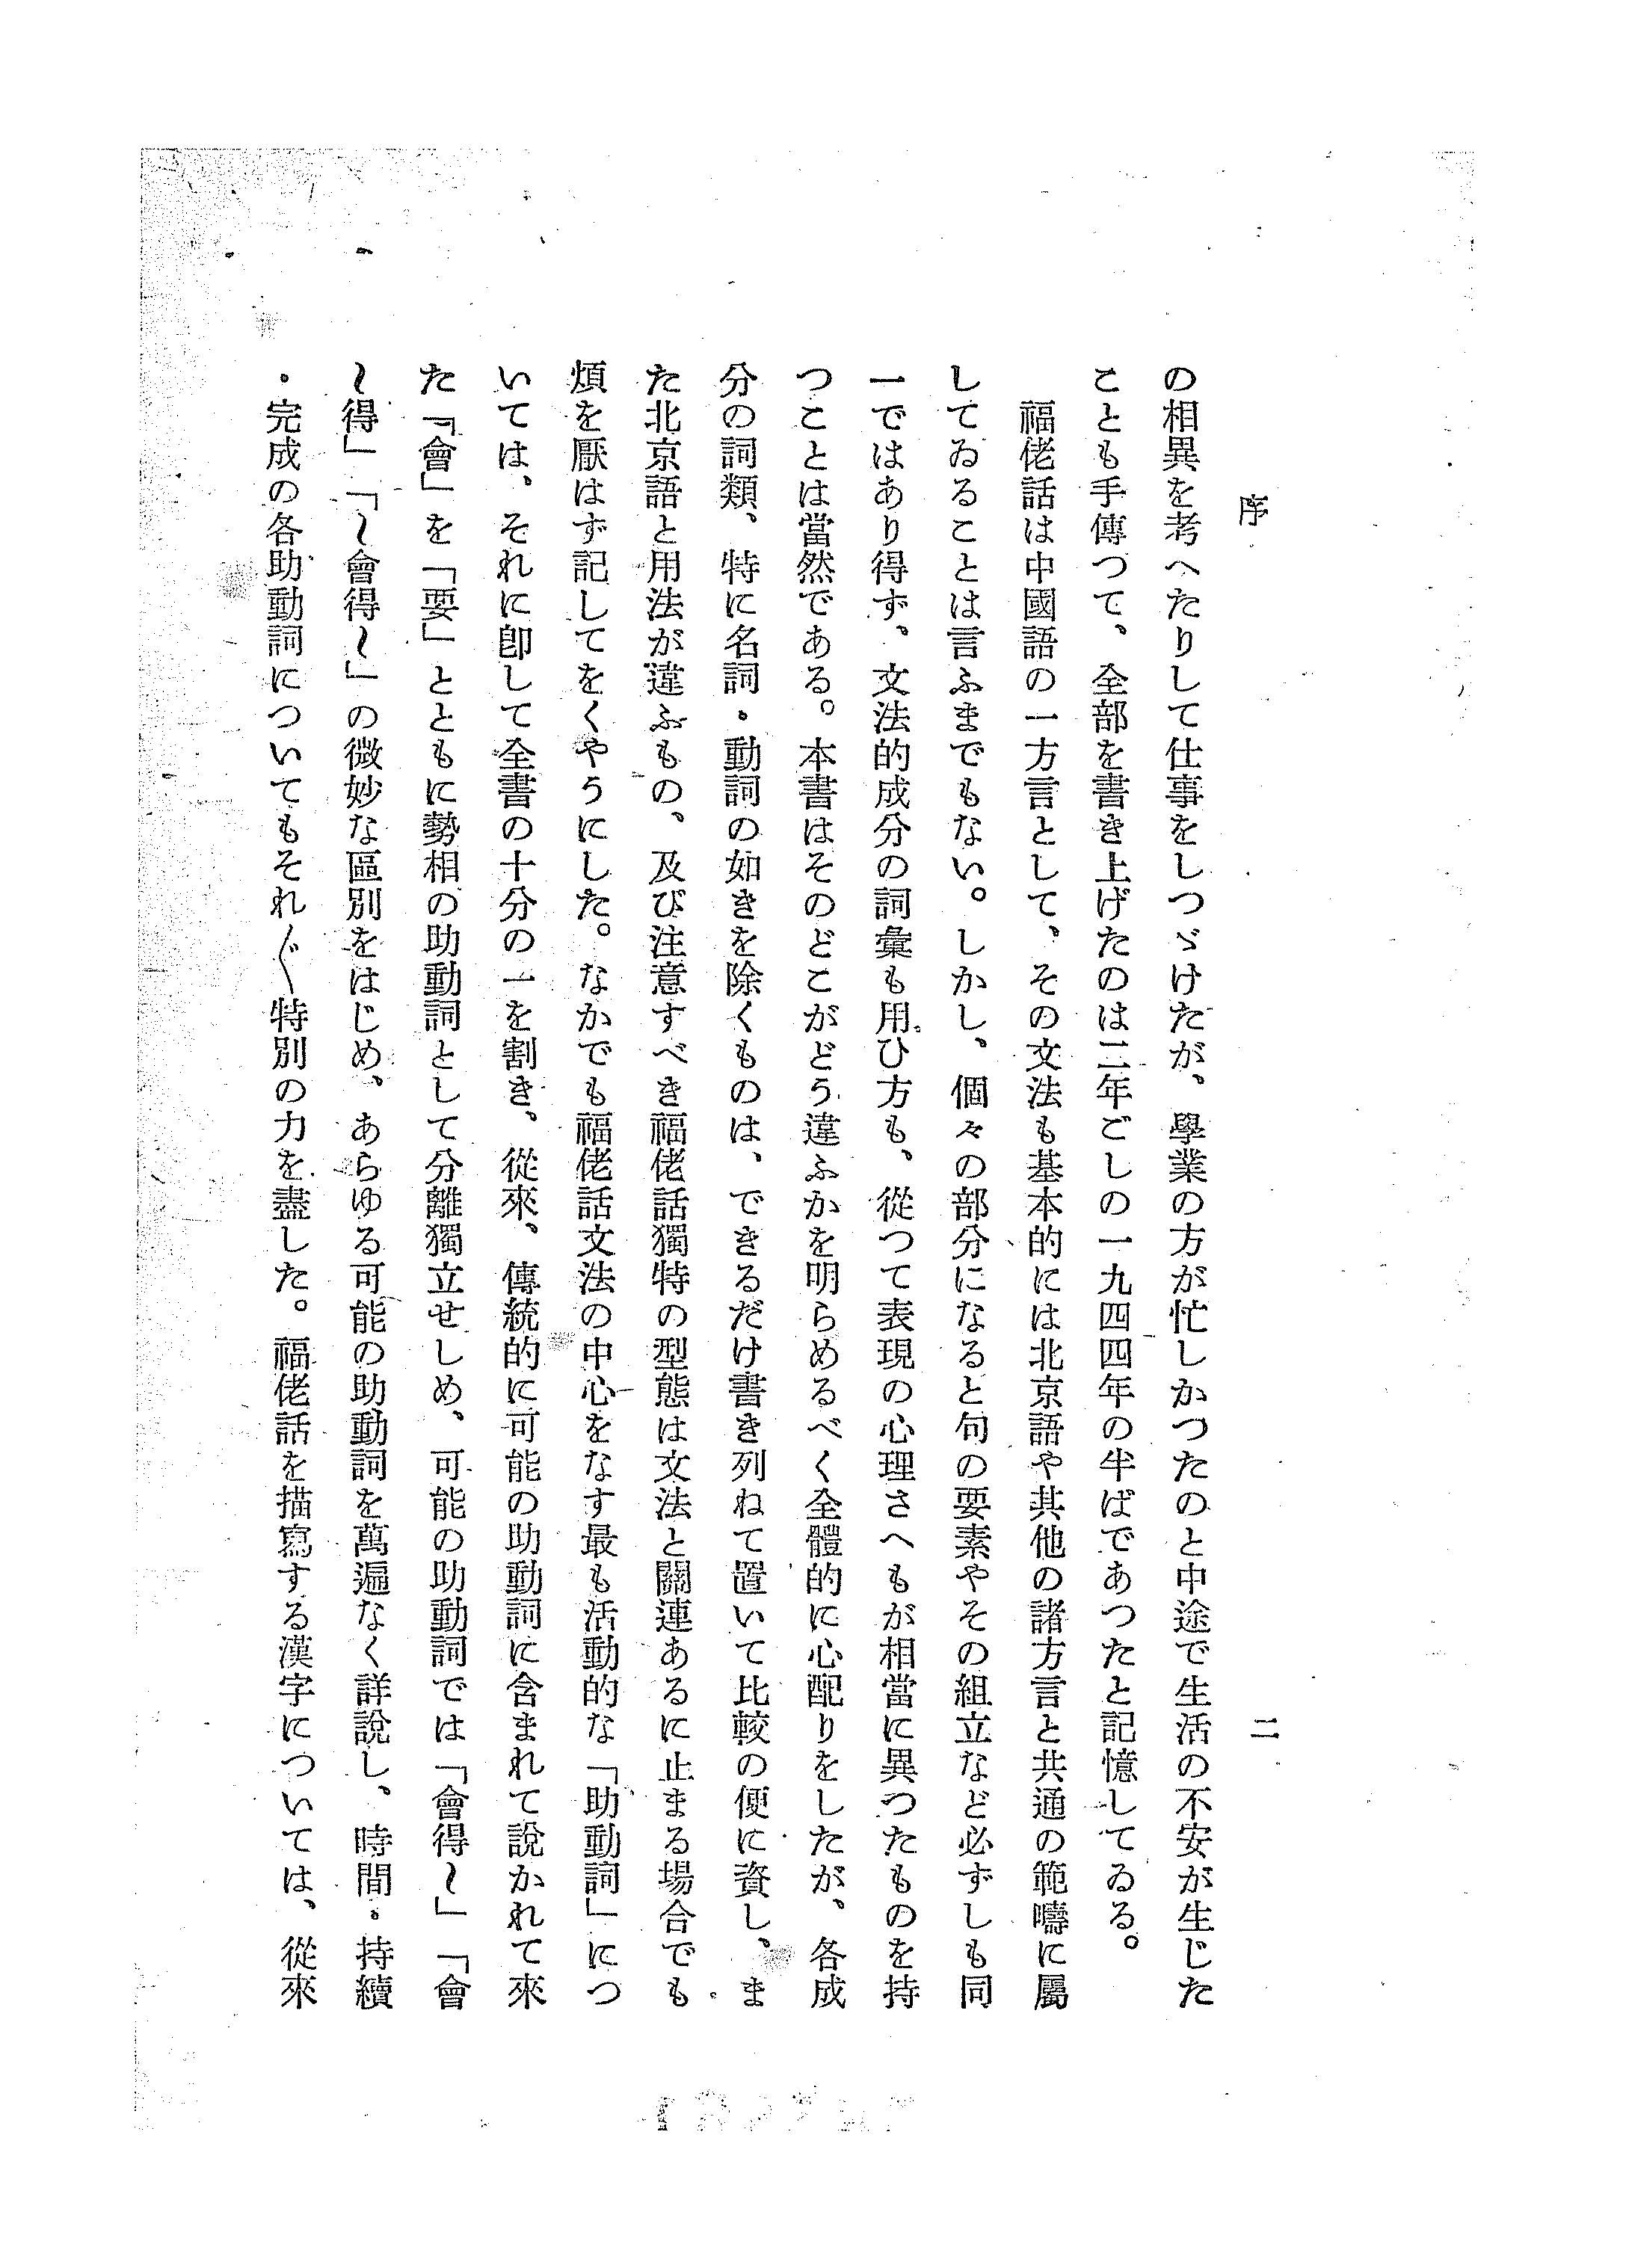 序　二
の相異を考へたりして仕事をしつゞけたが、學業の方が忙しかつたのと中途で生活の不安が生じた
ことも手傳つて、全部を書き上げたのは二年ごしの一九四四年の半ばであつたと記憶してゐる。
福佬話は中國語の一方言として、その文法も基本的には北京語や其他の諸方言と共通の範疇に屬
してゐることは言ふまでもない。しかし、個々の部分になると句の要素やその組立など必ずしも同
一ではあり得ず、文法的成分の詞彙も用ひ方も、從つて表現の心理さへもが相當に異つたものを持
つことは當然である。本書はそのどこがどう違ふかを明らめるべく全體的に心配りをしたが、各成
分の詞類、特に名詞・動詞の如きを除くものは、できるだけ書き列ねて置いて比較の便に資し、ま
た北京語と用法が違ふもの、及び注意すべき福佬話獨特の型態は文法と關連あるに止まる場合でも
煩を厭はず記してをくやうにした。なかでも福佬話文法の中心をなす最も活動的な「助動詞」につ
いては、それに卽して全書の十分の一を割き、從來、傳統的に可能の助動詞に含まれて說かれて來
た「會」を「要」とともに勢相の助動詞として分離獨立せしめ、可能の助動詞では「會得〜」「會
〜得」「〜會得〜」の微妙な區別をはじめ、あらゆる可能の助動詞を萬遍なく詳說し、時間・持續
・完成の各助動詞についてもそれ〴〵特別の力を盡した。福佬話を描寫する漢字については、從來